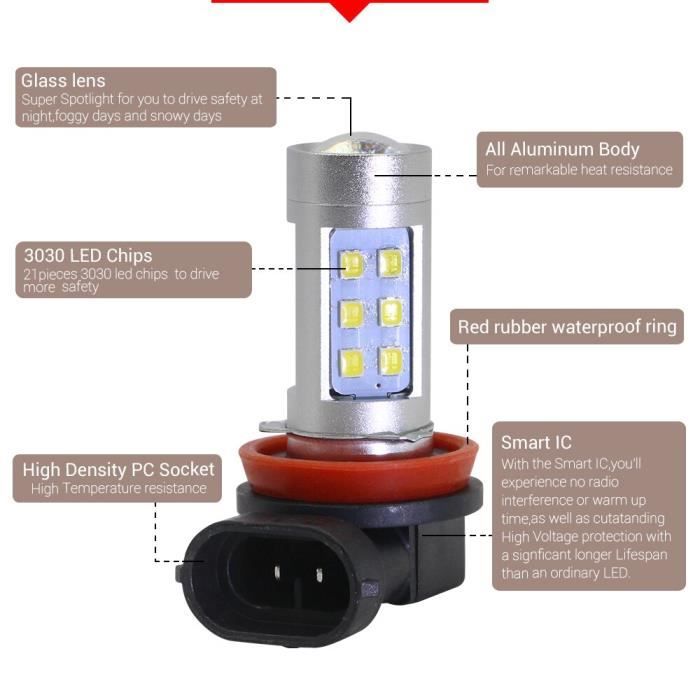 Glass lens
Super Spotlight for you to drive safety at
night,foggy days and snowy days
All Aluminum Body
For remarkable heat resistance
3030 LED Chips
21pieces 3030 led chips to drive
more safety
Red rubber waterproof ring
High Density PC Socket
High Temperature resistance
Smart IC
With the Smart IC,you'll
experience no radio
interference or warm up
time,as well as cutatanding
High Voltage protection with
a signficant longer Lifespan
than an ordinary LED.